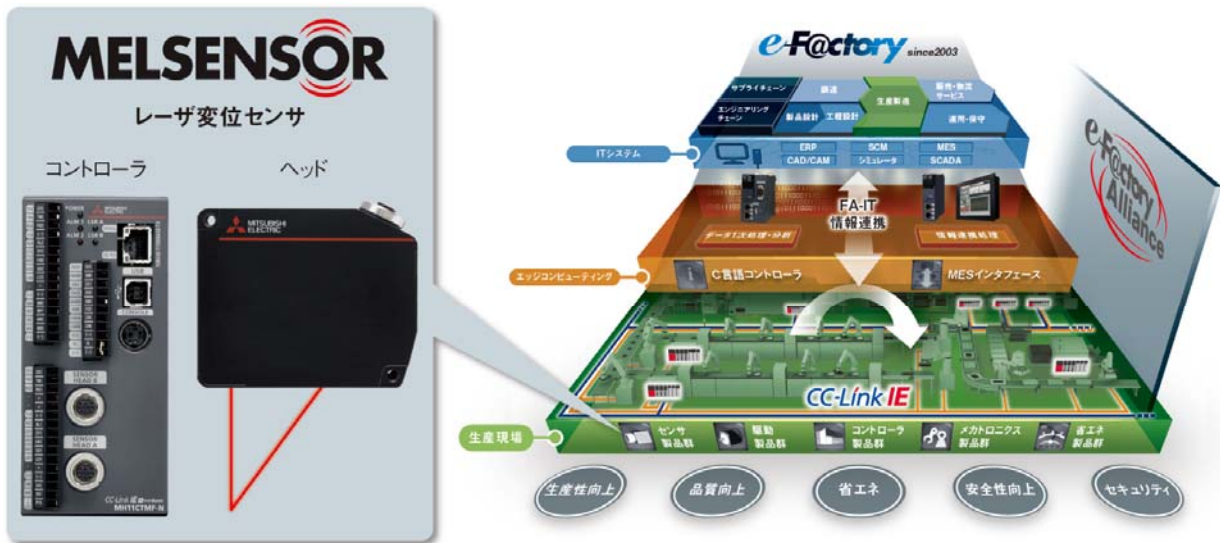 MELSENSOR
レーザ変位センサ
コントローラ
ヘッド
POWER
MITSUBISHI
ELECTRIC
USB
CONSOLE
SENSOR
HEAD B
SENSOR
HEAD A
CC-Link IE
MH11CTMF-N
MITSUBISHI
ELECTRIC
e-F@ctory since2003
サプライチェーン
調達
生産製造
販売・物流
サービス
エンジニアリング
チェーン
製品設計
工程設計
運用・保守
ITシステム
ERP
SCM
MES
CAD/CAM
シミュレータ
SCADA
FA-IT
情報連携
データ1次処理・分析
情報連携処理
エッジコンピューティング
C言語コントローラ
MESインタフェース
e-F@ctory
Alliance
CC-Link IE
生産現場
センサ
製品群
駆動
製品群
コントローラ
製品群
メカトロニクス
製品群
省エネ
製品群
生産性向上
品質向上
省エネ
安全性向上
セキュリティ